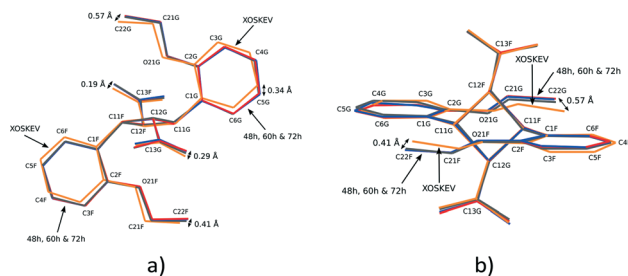 0.57 Å
C21G
C22G
XOSKEV
C3G
O21G
C2G
C4G
0.19 Å
C13F
C1G
0.34 Å
C11F
C12G
C5G
XOSKEV
C12F
C11G
C6F
C6G
C1F
C13G
48h, 60h & 72h
C5F
0.29 Å
C2F
O21F
C4F
C3F
C22F
C21F
0.41 Å
48h, 60h & 72h
a)
C13F
XOSKEV
48h, 60h & 72h
C12F
C4G
C3G
C21G
C22G
C2G
O21G
0.57 Å
C5G
C6G
C1G
C11G
C11F
0.41 Å
O21F
C1F
C6F
C2F
C4F
C22F
C21F
C3F
C5F
C12G
48h, 60h & 72h
XOSKEV
C13G
b)